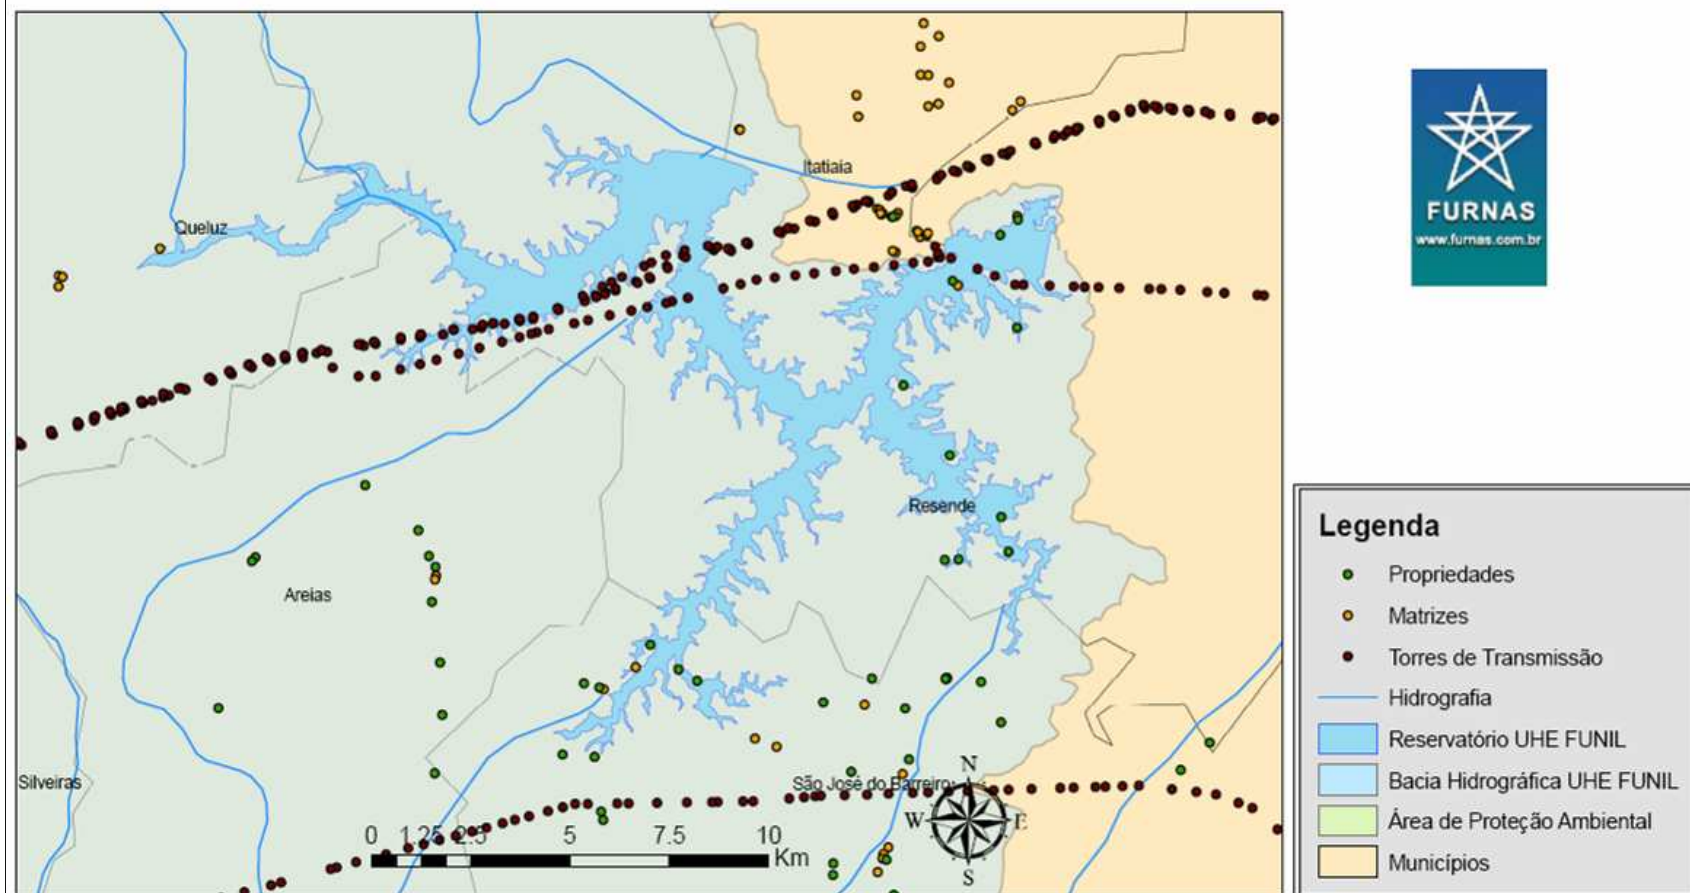 Itatiaia
Queluz
Resende
Areias
Silveiras
São José do Barreiro
N
W
E
S
0 1.25 2.5 5 7.5 10
Km
FURNAS
www.furnas.com.br
Legenda
Propriedades
Matrizes
Torres de Transmissão
Hidrografia
Reservatório UHE FUNIL
Bacia Hidrográfica UHE FUNIL
Área de Proteção Ambiental
Municípios